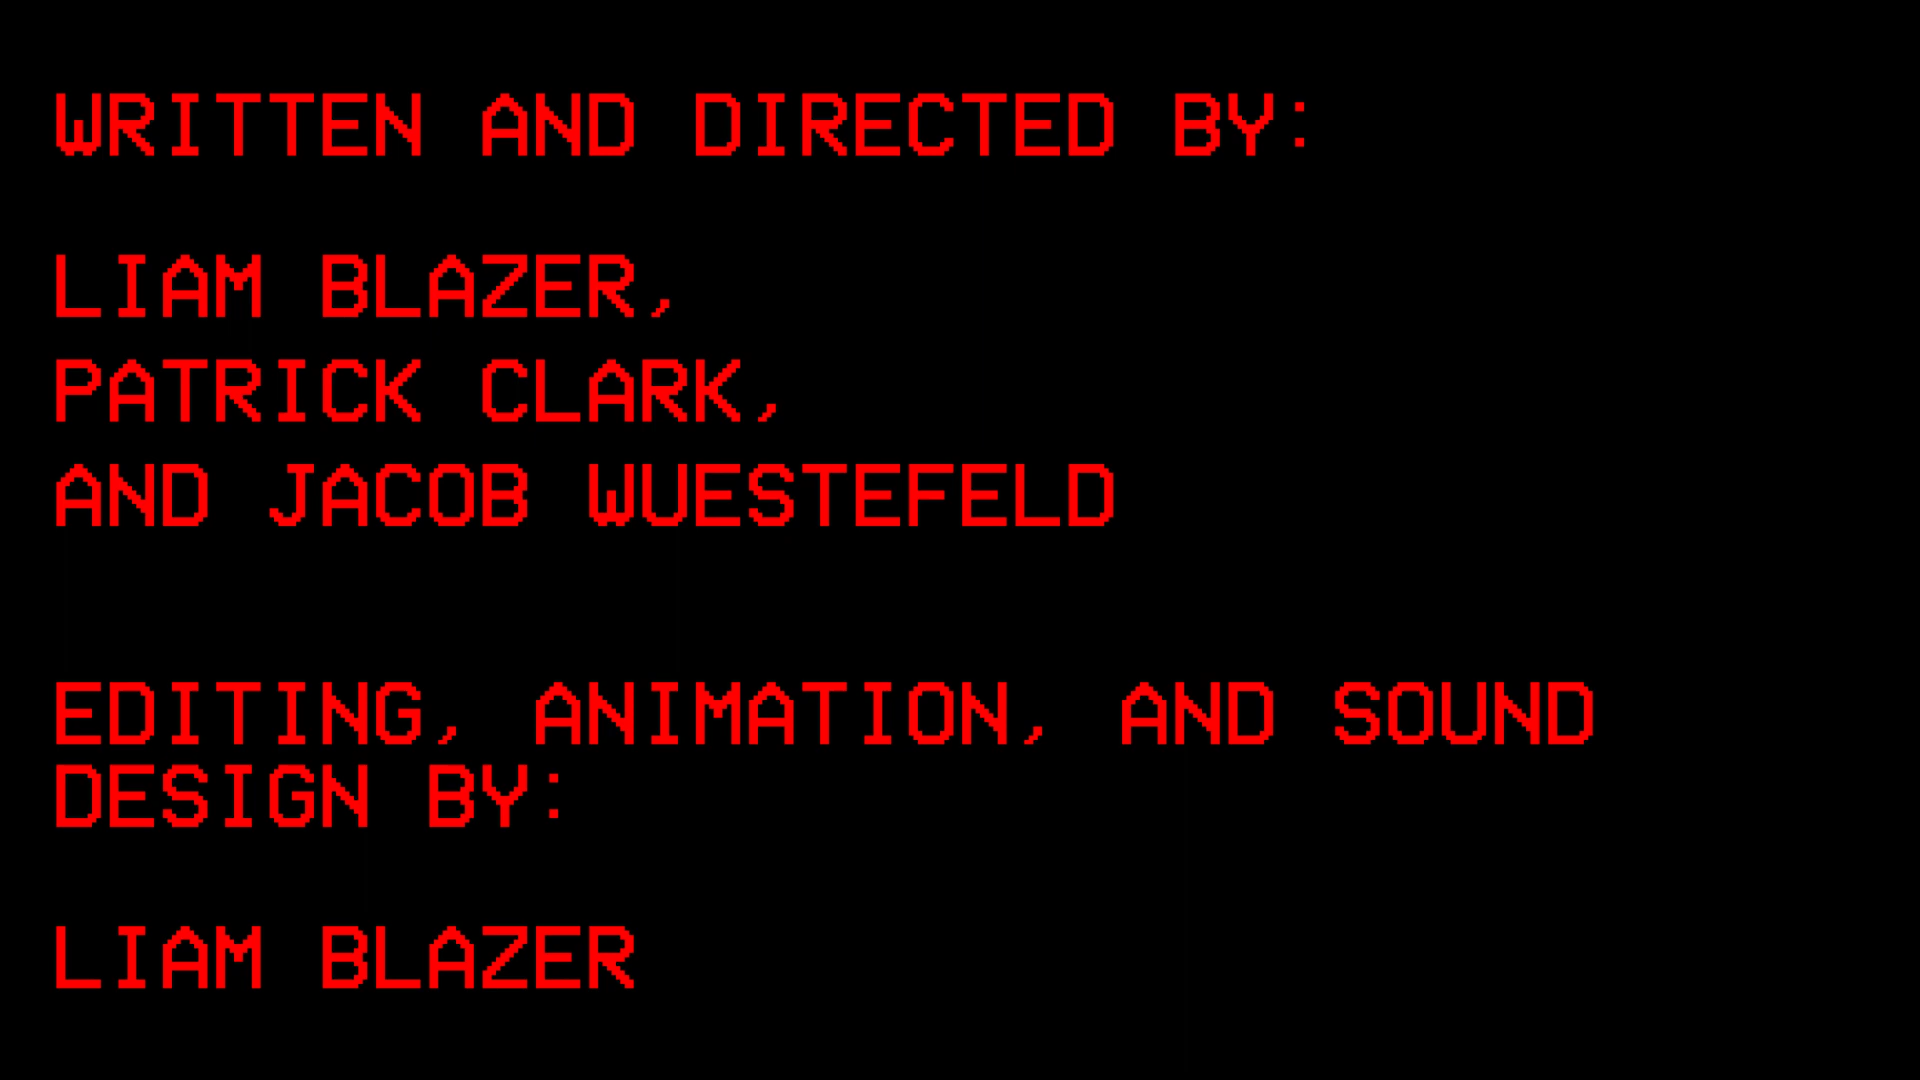 WRITTEN AND DIRECTED BY:
LIAM BLAZER,
PATRICK CLARK,
AND JACOB WUESTEFELD
EDITING, ANIMATION, AND SOUND
DESIGN BY:
LIAM BLAZER